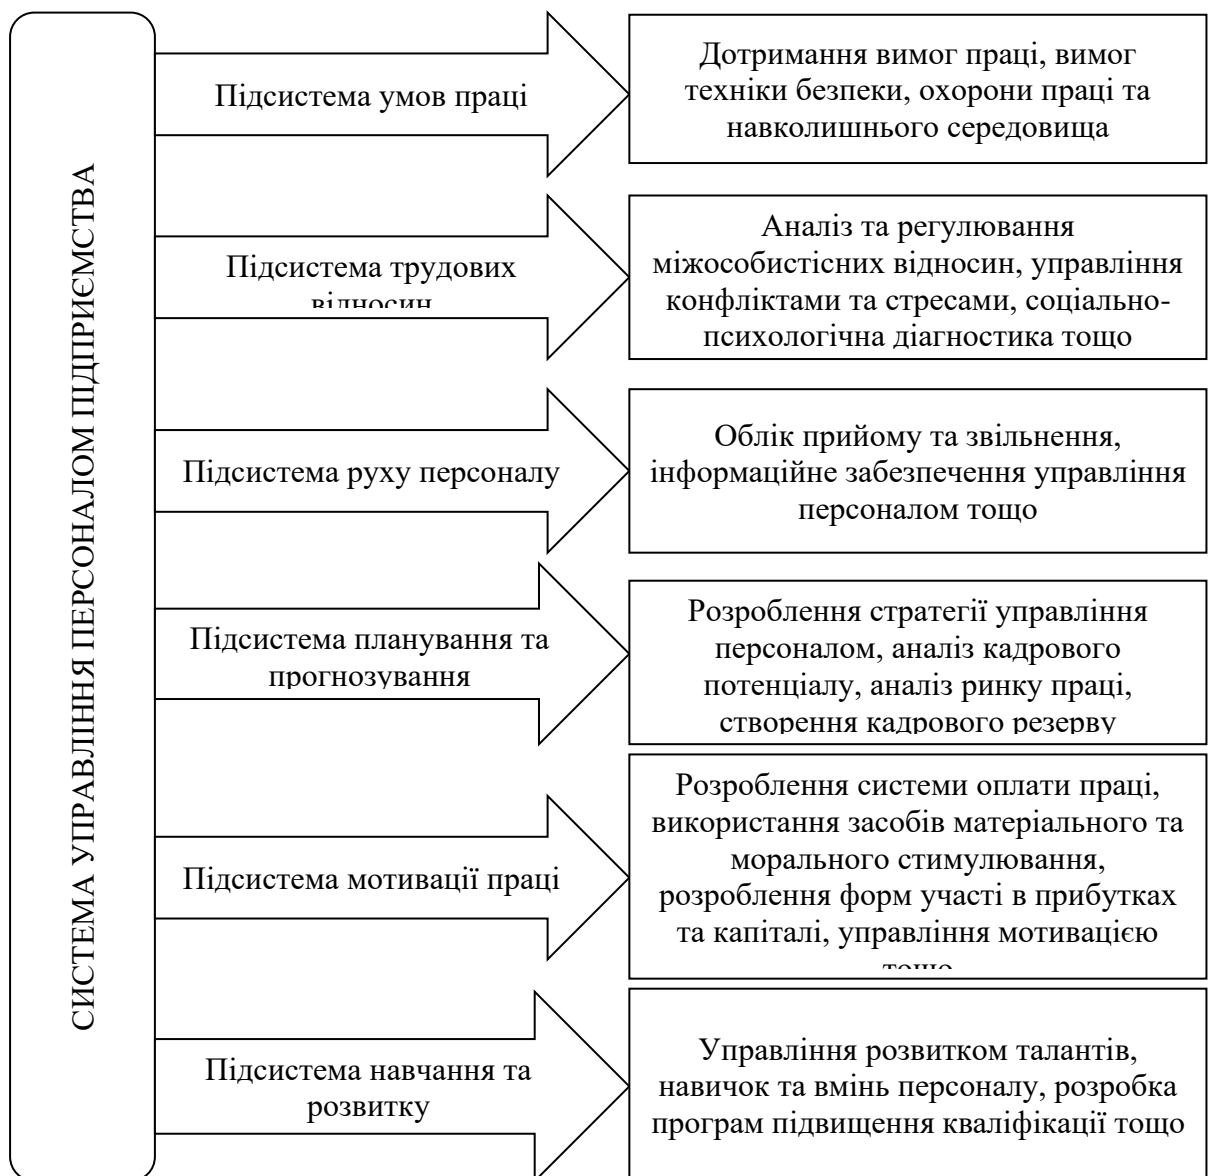 СИСТЕМА УПРАВЛІННЯ ПЕРСОНАЛОМ ПІДПРИЄМСТВА
Підсистема умов праці
Дотримання вимог праці, вимог
техніки безпеки, охорони праці та
навколишнього середовища
Підсистема трудових
відносин
Аналіз та регулювання
міжособистісних відносин, управління
конфліктами та стресами, соціально-
психологічна діагностика тощо
Підсистема руху персоналу
Облік прийому та звільнення,
інформаційне забезпечення управління
персоналом тощо
Підсистема планування та
прогнозування
Розроблення стратегії управління
персоналом, аналіз кадрового
потенціалу, аналіз ринку праці,
створення кадрового резерву
Підсистема мотивації праці
Розроблення системи оплати праці,
використання засобів матеріального та
морального стимулювання,
розроблення форм участі в прибутках
та капіталі, управління мотивацією
тощо
Підсистема навчання та
розвитку
Управління розвитком талантів,
навичок та вмінь персоналу, розробка
програм підвищення кваліфікації тощо